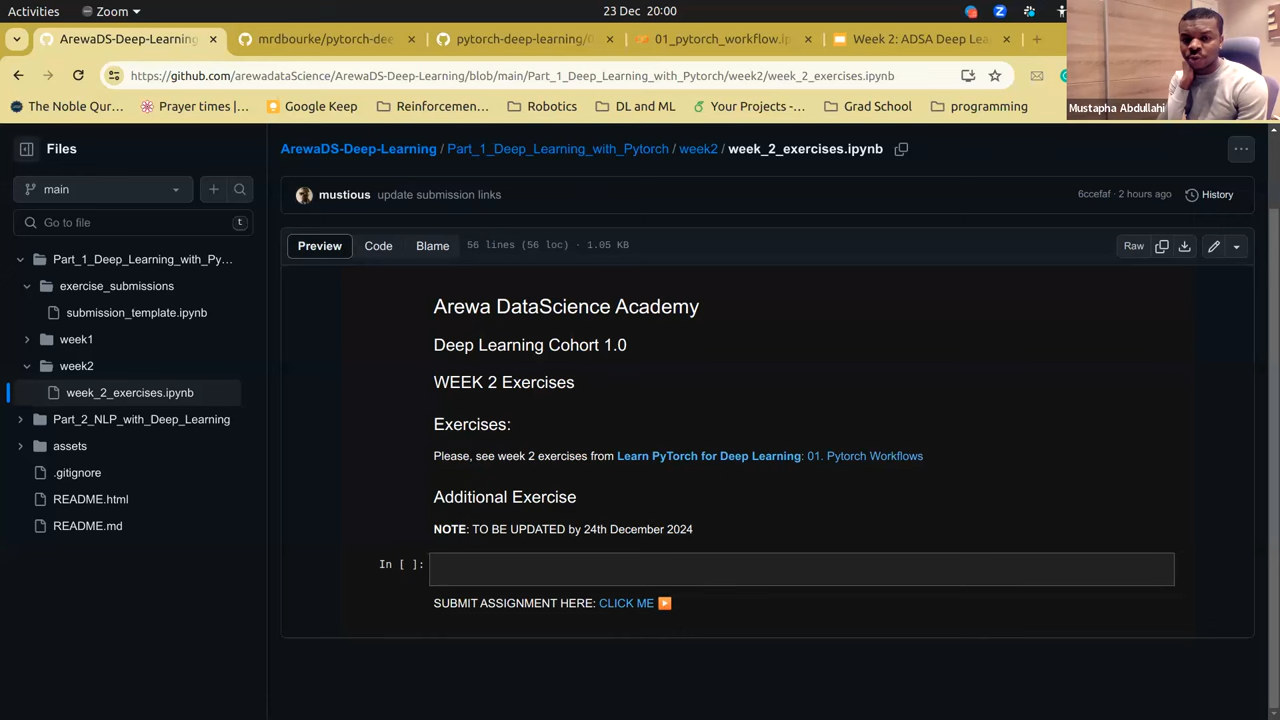 Activities Zoom 23 Dec 20:00
ArewaDS-Deep-Learning mrdbourke/pytorch-dee pytorch-deep-learning/0 01_pytorch_workflow.ip Week 2: ADSA Deep Lea
https://github.com/arewadataScience/ArewaDS-Deep-Learning/blob/main/Part_1_Deep_Learning_with_Pytorch/week2/week_2_exercises.ipynb
The Noble Qur... Prayer times |... Google Keep Reinforcemen... Robotics DL and ML Your Projects -... Grad School programming
Mustapha Abdullahi
Files
ArewaDS-Deep-Learning / Part_1_Deep_Learning_with_Pytorch / week2 / week_2_exercises.ipynb
main
mustious update submission links 6ccefaf · 2 hours ago History
Go to file t
Preview Code Blame 56 lines (56 loc) · 1.05 KB Raw
Part_1_Deep_Learning_with_Py...
exercise_submissions
submission_template.ipynb
week1
week2
week_2_exercises.ipynb
Part_2_NLP_with_Deep_Learning
assets
.gitignore
README.html
README.md
Arewa DataScience Academy
Deep Learning Cohort 1.0
WEEK 2 Exercises
Exercises:
Please, see week 2 exercises from Learn PyTorch for Deep Learning: 01. Pytorch Workflows
Additional Exercise
NOTE: TO BE UPDATED by 24th December 2024
In [ ]:
SUBMIT ASSIGNMENT HERE: CLICK ME ▶️